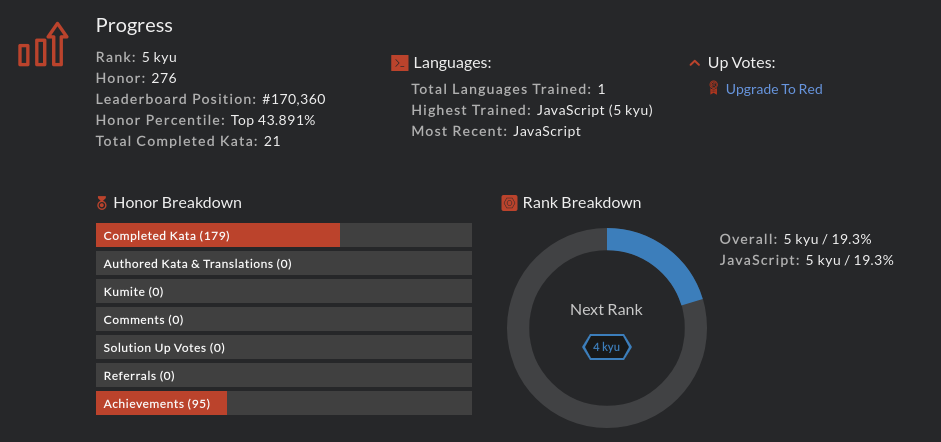 Progress
Rank: 5 kyu
Honor: 276
Leaderboard Position: #170,360
Honor Percentile: Top 43.891%
Total Completed Kata: 21
Languages:
Total Languages Trained: 1
Highest Trained: JavaScript (5 kyu)
Most Recent: JavaScript
Up Votes:
Upgrade To Red
Honor Breakdown
Completed Kata (179)
Authored Kata & Translations (0)
Kumite (0)
Comments (0)
Solution Up Votes (0)
Referrals (0)
Achievements (95)
Rank Breakdown
Next Rank
4 kyu
Overall: 5 kyu / 19.3%
JavaScript: 5 kyu / 19.3%